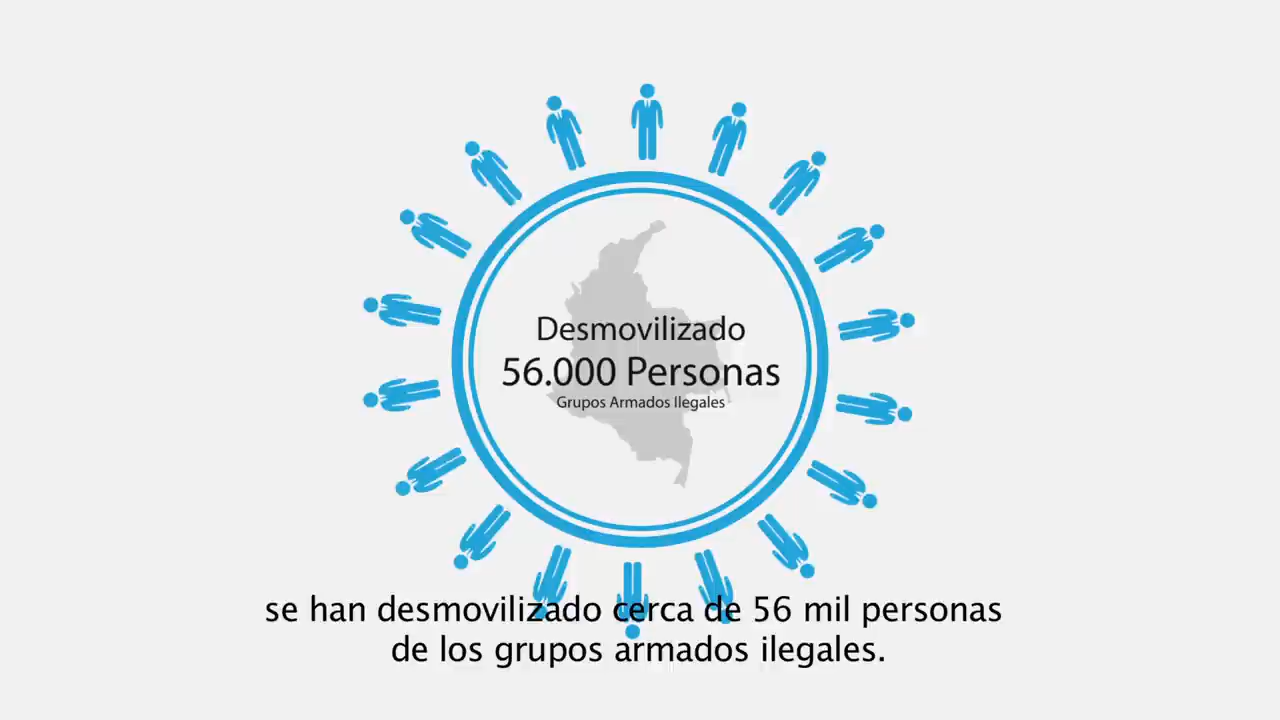 Desmovilizado
56.000 Personas
Grupos Armados Ilegales
se han desmovilizado cerca de 56 mil personas
de los grupos armados ilegales.